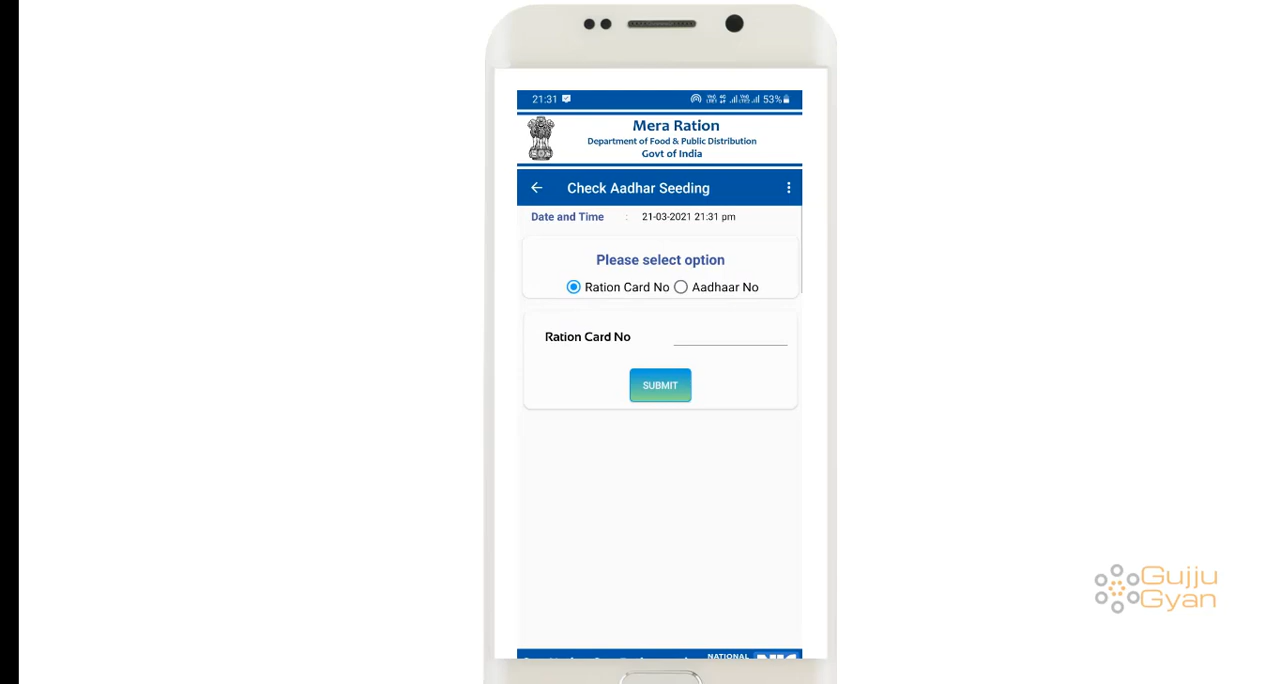 21:31
53%
Mera Ration
Department of Food & Public Distribution
Govt of India
Check Aadhar Seeding
Date and Time : 21-03-2021 21:31 pm
Please select option
Ration Card No Aadhaar No
Ration Card No
SUBMIT
NATIONAL
NIC
Gujju
Gyan